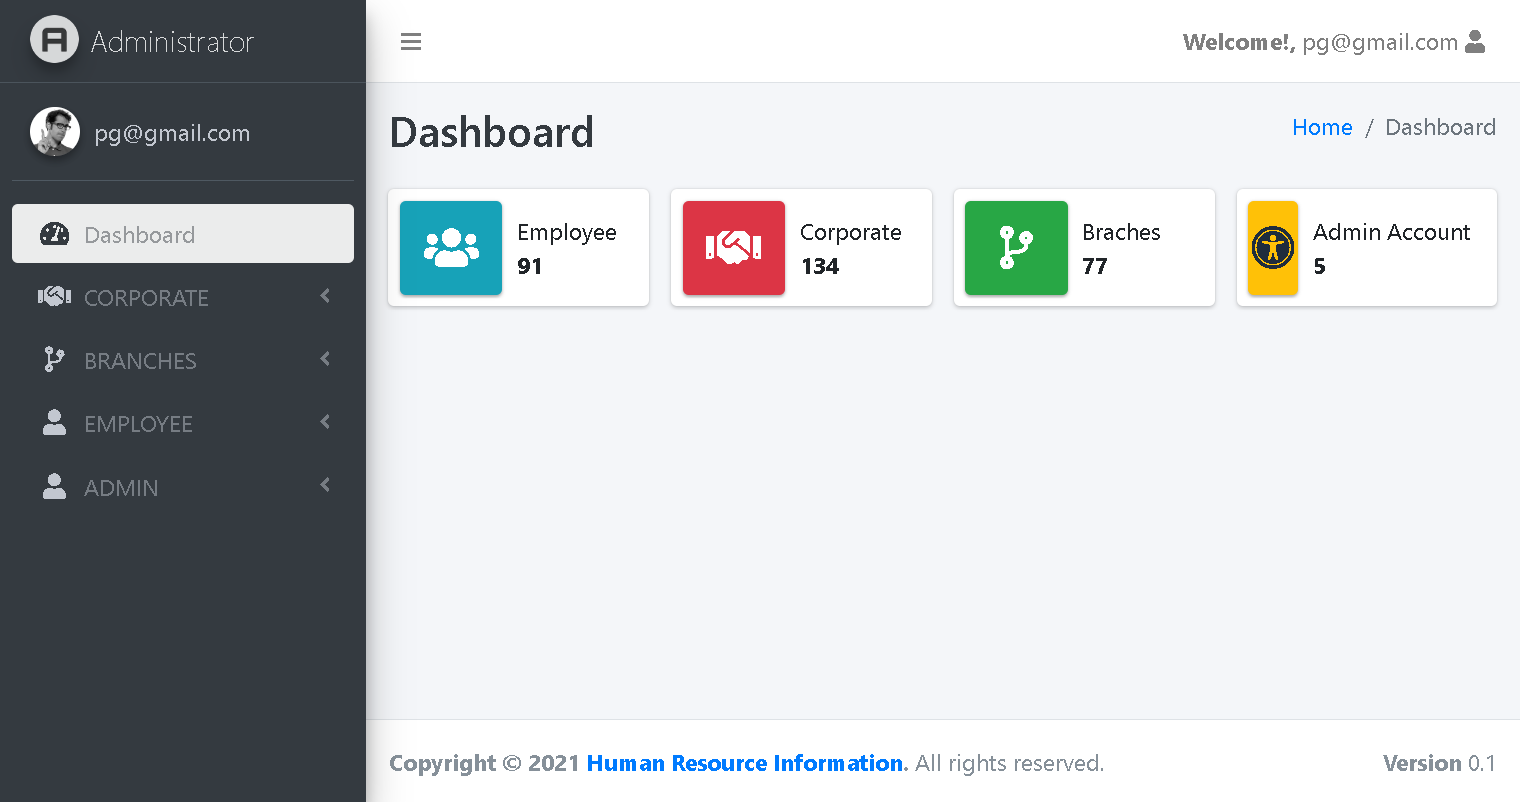 Administrator
Welcome!, pg@gmail.com
pg@gmail.com
Dashboard
CORPORATE
BRANCHES
EMPLOYEE
ADMIN
Dashboard
Home / Dashboard
Employee
91
Corporate
134
Braches
77
Admin Account
5
Copyright © 2021 Human Resource Information. All rights reserved.
Version 0.1